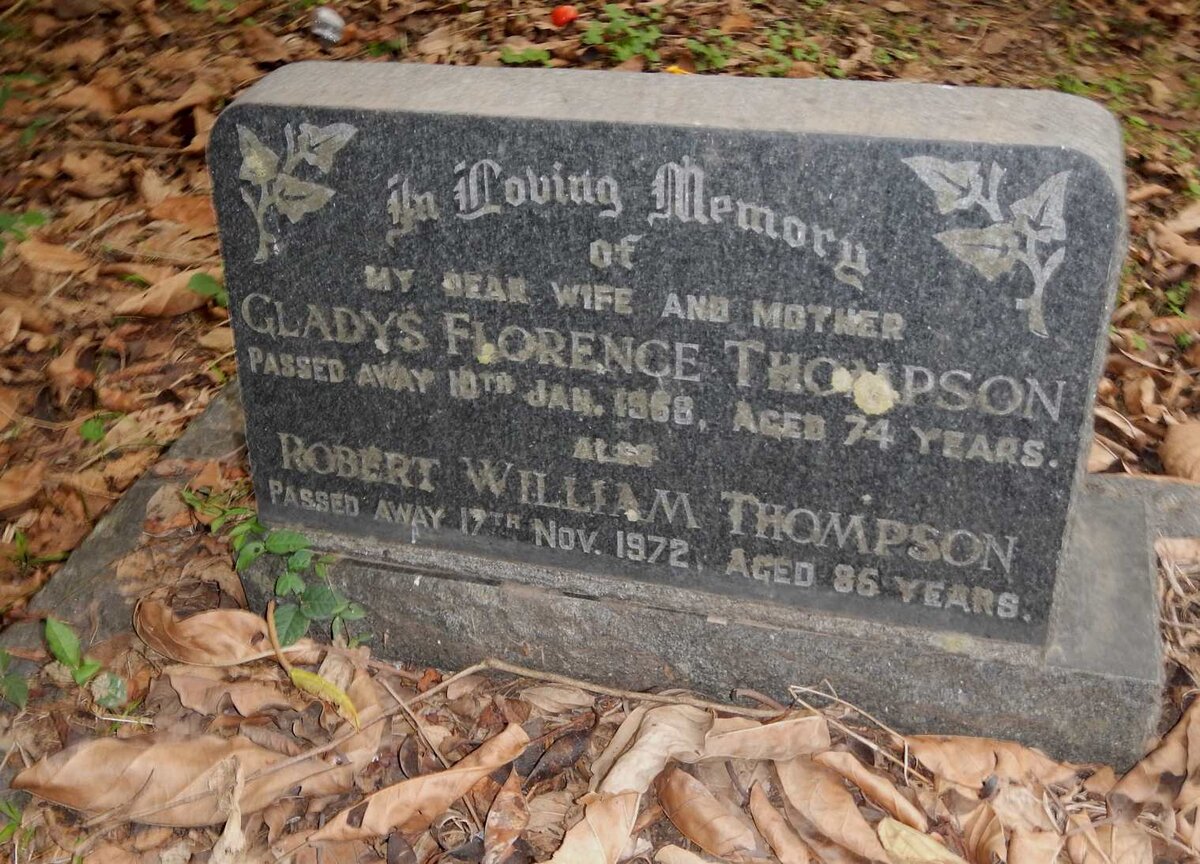 In Loving Memory
of
MY DEAR WIFE AND MOTHER
GLADYS FLORENCE THOMPSON
PASSED AWAY 10TH JAN. 1968, AGED 74 YEARS.
ALSO
ROBERT WILLIAM THOMPSON
PASSED AWAY 17TH NOV. 1972, AGED 86 YEARS.